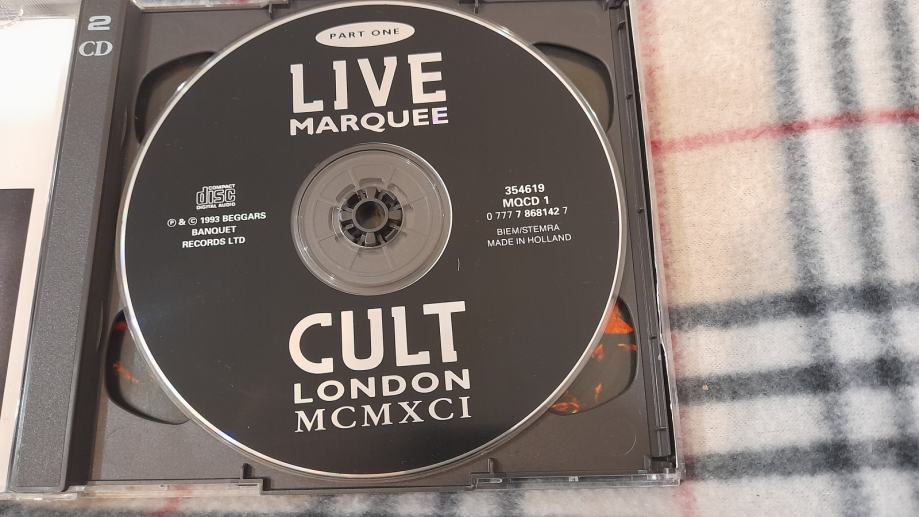 2
CD
PART ONE
LIVE
MARQUEE
COMPACT
disc
DIGITAL AUDIO
℗ & © 1993 BEGGARS
BANQUET
RECORDS LTD
354619
MQCD 1
0 777 7 868142 7
BIEM/STEMRA
MADE IN HOLLAND
CULT
LONDON
MCMXCI